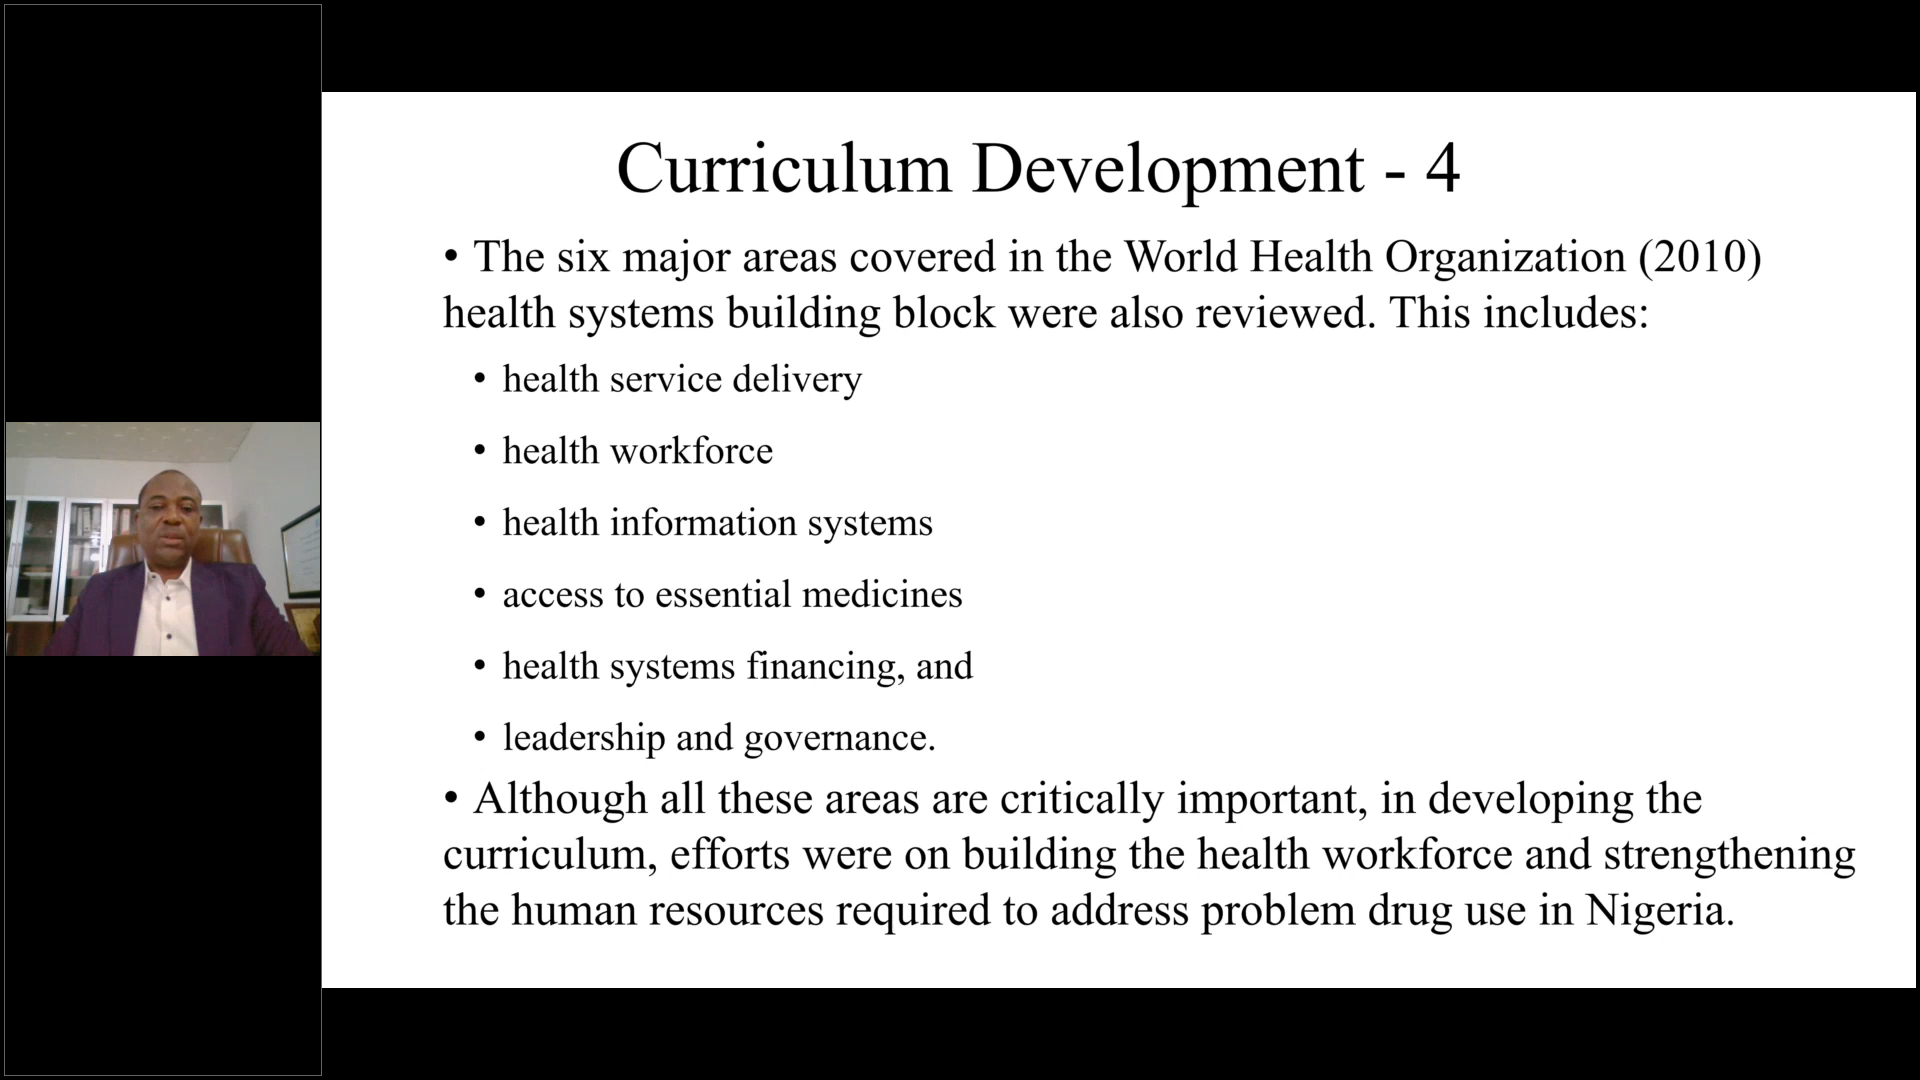 Curriculum Development - 4
• The six major areas covered in the World Health Organization (2010)
health systems building block were also reviewed. This includes:
• health service delivery
• health workforce
• health information systems
• access to essential medicines
• health systems financing, and
• leadership and governance.
• Although all these areas are critically important, in developing the
curriculum, efforts were on building the health workforce and strengthening
the human resources required to address problem drug use in Nigeria.